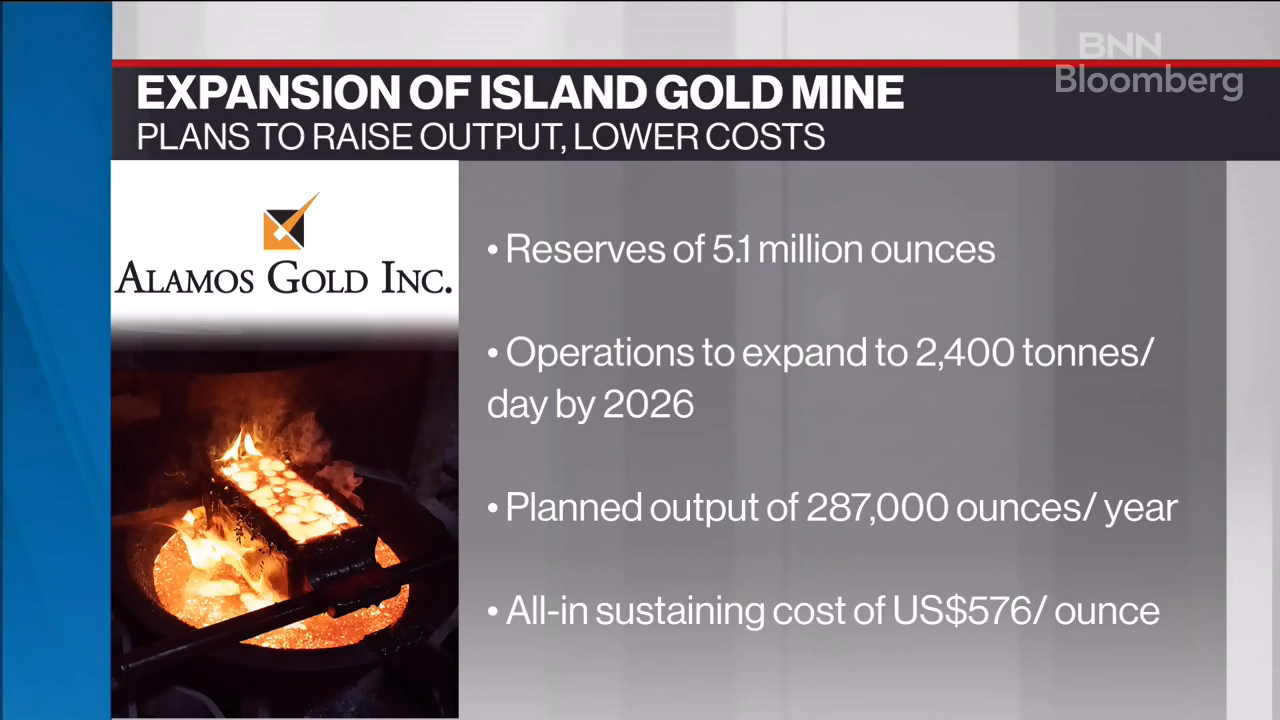 BNN
Bloomberg
EXPANSION OF ISLAND GOLD MINE
PLANS TO RAISE OUTPUT, LOWER COSTS
ALAMOS GOLD INC.
• Reserves of 5.1 million ounces
• Operations to expand to 2,400 tonnes/
day by 2026
• Planned output of 287,000 ounces/ year
• All-in sustaining cost of US$576/ ounce